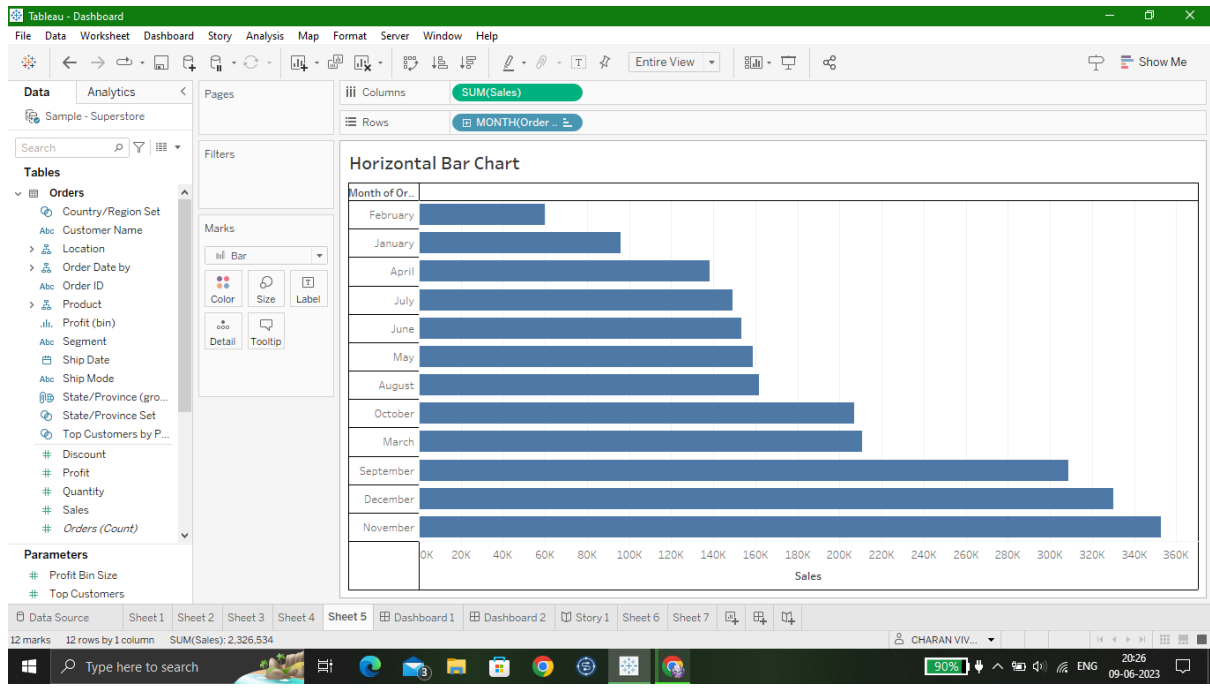 Tableau - Dashboard
File Data Worksheet Dashboard Story Analysis Map Format Server Window Help
Entire View
Show Me
Data Analytics
Sample - Superstore
Search
Tables
Orders
Country/Region Set
Abc Customer Name
Location
Order Date by
Abc Order ID
Product
Profit (bin)
Abc Segment
Ship Date
Abc Ship Mode
State/Province (gro...
State/Province Set
Top Customers by P...
# Discount
# Profit
# Quantity
# Sales
# Orders (Count)
Parameters
# Profit Bin Size
# Top Customers
Pages
Filters
Marks
Bar
Color Size Label
Detail Tooltip
Columns SUM(Sales)
Rows MONTH(Order ..
Horizontal Bar Chart
Month of Or..
February
January
April
July
June
May
August
October
March
September
December
November
0K 20K 40K 60K 80K 100K 120K 140K 160K 180K 200K 220K 240K 260K 280K 300K 320K 340K 360K
Sales
Data Source Sheet 1 Sheet 2 Sheet 3 Sheet 4 Sheet 5 Dashboard 1 Dashboard 2 Story 1 Sheet 6 Sheet 7
12 marks 12 rows by 1 column SUM(Sales): 2,326,534
CHARAN VIV...
Type here to search
3
90%
ENG
20:26
09-06-2023